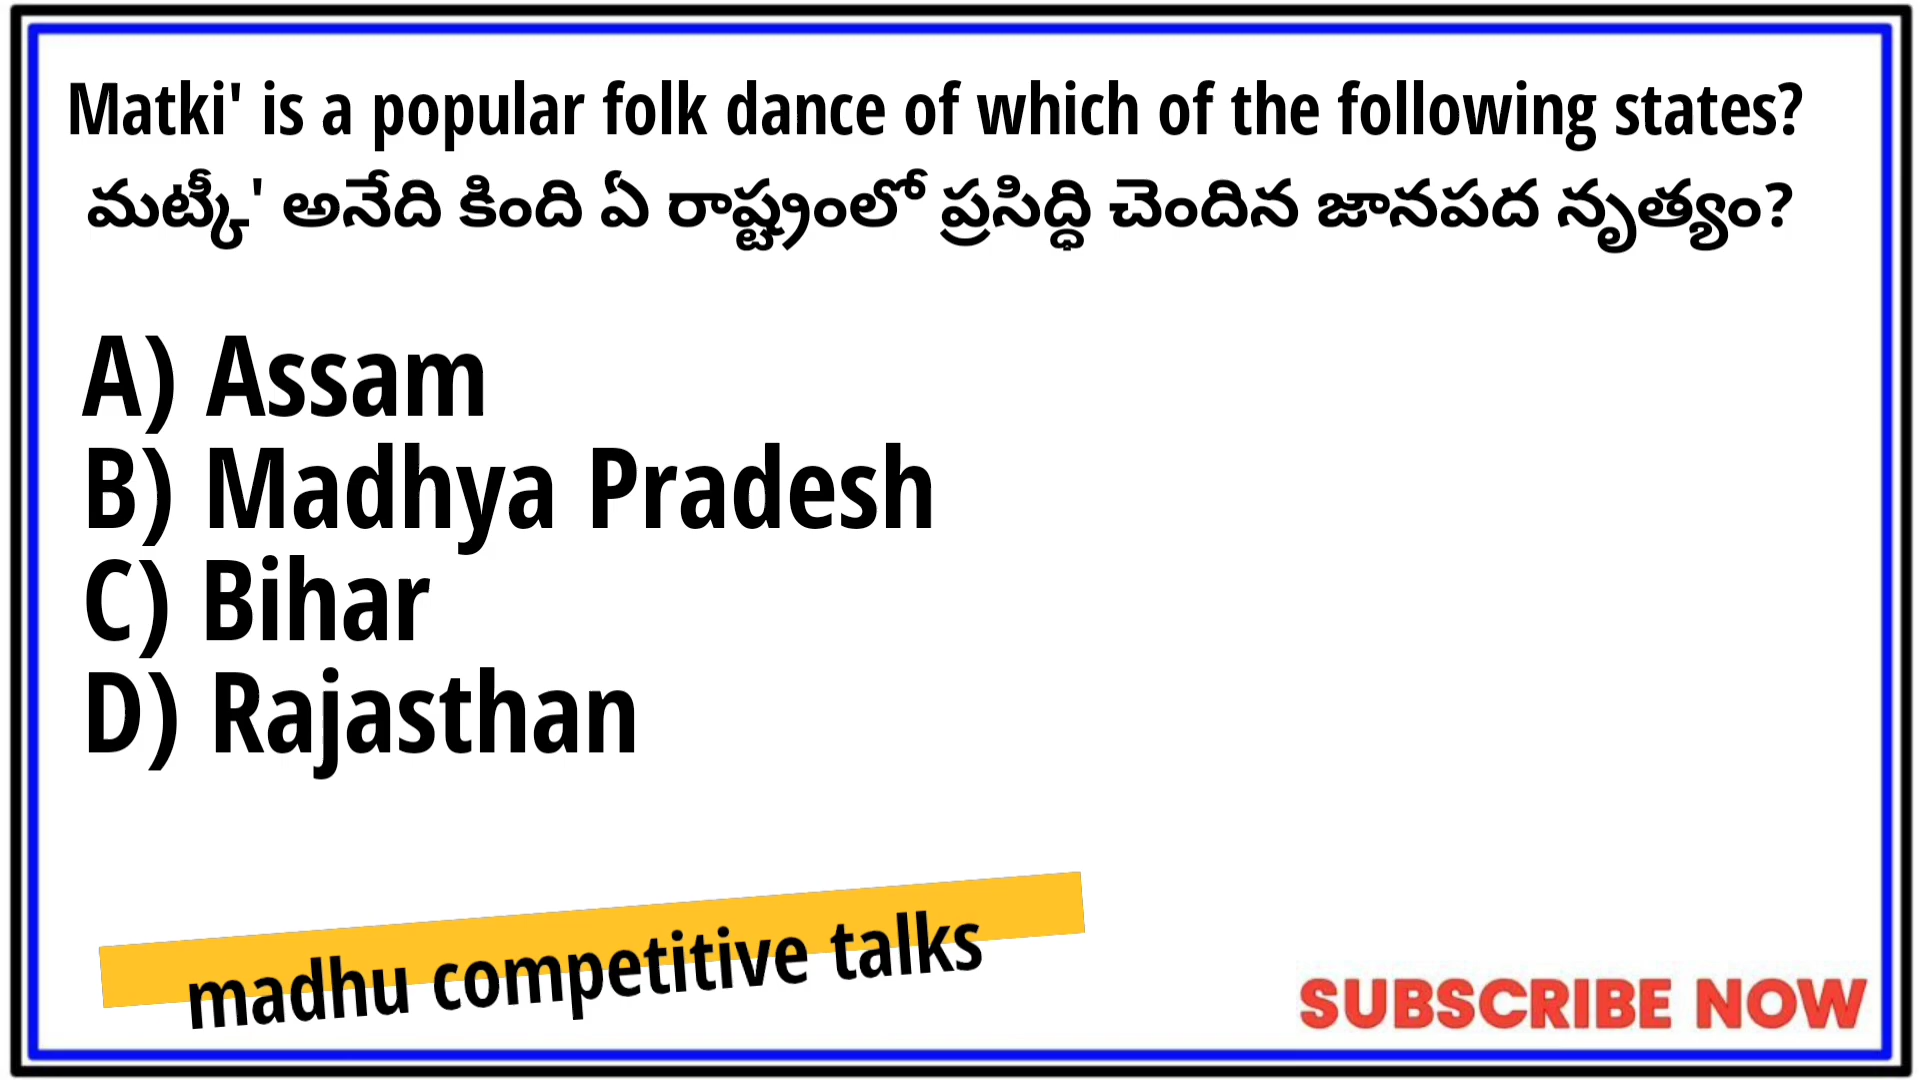 Matki' is a popular folk dance of which of the following states?
మట్కీ' అనేది కింది ఏ రాష్ట్రంలో ప్రసిద్ధి చెందిన జానపద నృత్యం?
A) Assam
B) Madhya Pradesh
C) Bihar
D) Rajasthan
madhu competitive talks
SUBSCRIBE NOW